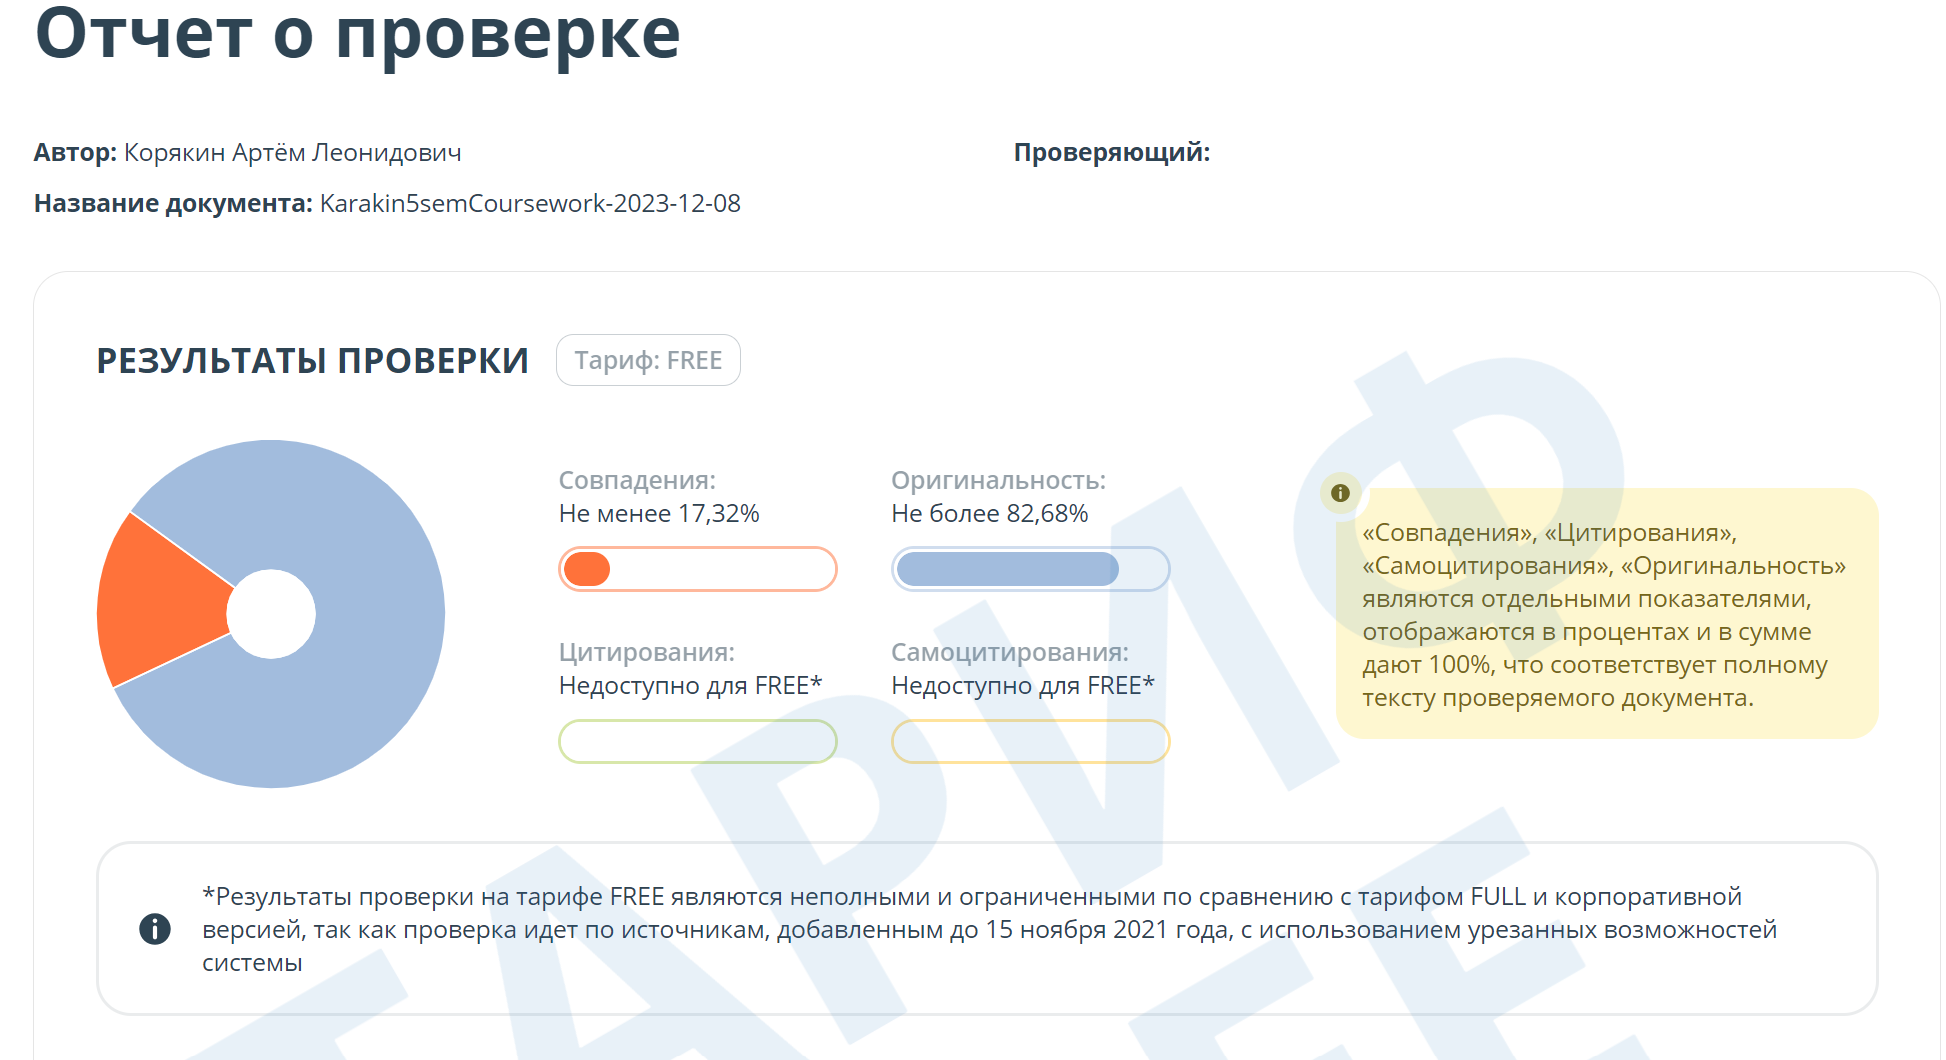 Отчет о проверке
Автор: Корякин Артём Леонидович
Проверяющий:
Название документа: Karakin5semCoursework-2023-12-08
РЕЗУЛЬТАТЫ ПРОВЕРКИ
Тариф: FREE
Совпадения:
Не менее 17,32%
Оригинальность:
Не более 82,68%
Цитирования:
Недоступно для FREE*
Самоцитирования:
Недоступно для FREE*
«Совпадения», «Цитирования»,
«Самоцитирования», «Оригинальность»
являются отдельными показателями,
отображаются в процентах и в сумме
дают 100%, что соответствует полному
тексту проверяемого документа.
*Результаты проверки на тарифе FREE являются неполными и ограниченными по сравнению с тарифом FULL и корпоративной
версией, так как проверка идет по источникам, добавленным до 15 ноября 2021 года, с использованием урезанных возможностей
системы
ТАРИФ